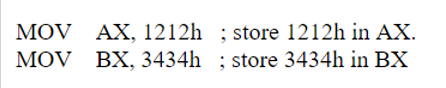 MOV AX, 1212h ; store 1212h in AX.
MOV BX, 3434h ; store 3434h in BX